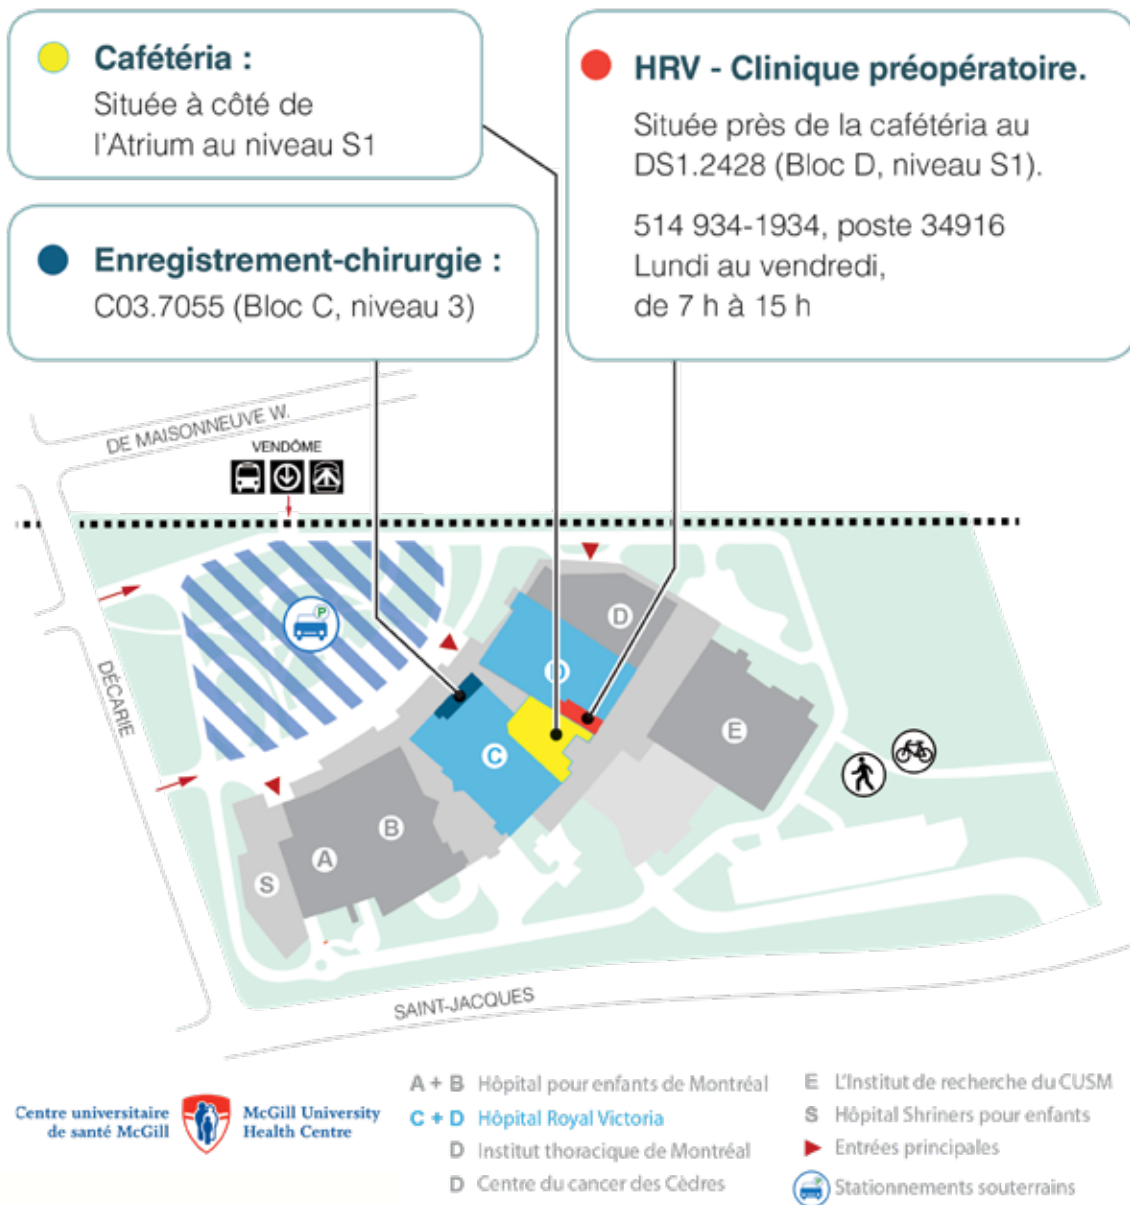 Cafétéria :
Située à côté de
l'Atrium au niveau S1
HRV - Clinique préopératoire.
Située près de la cafétéria au
DS1.2428 (Bloc D, niveau S1).
514 934-1934, poste 34916
Lundi au vendredi,
de 7 h à 15 h
Enregistrement-chirurgie :
C03.7055 (Bloc C, niveau 3)
DE MAISONNEUVE W.
VENDÔME
P
DÉCARIE
D
D
C
E
B
A
S
SAINT-JACQUES
Centre universitaire
de santé McGill
McGill University
Health Centre
A + B Hôpital pour enfants de Montréal
C + D Hôpital Royal Victoria
D Institut thoracique de Montréal
D Centre du cancer des Cèdres
E L'Institut de recherche du CUSM
S Hôpital Shriners pour enfants
Entrées principales
Stationnements souterrains